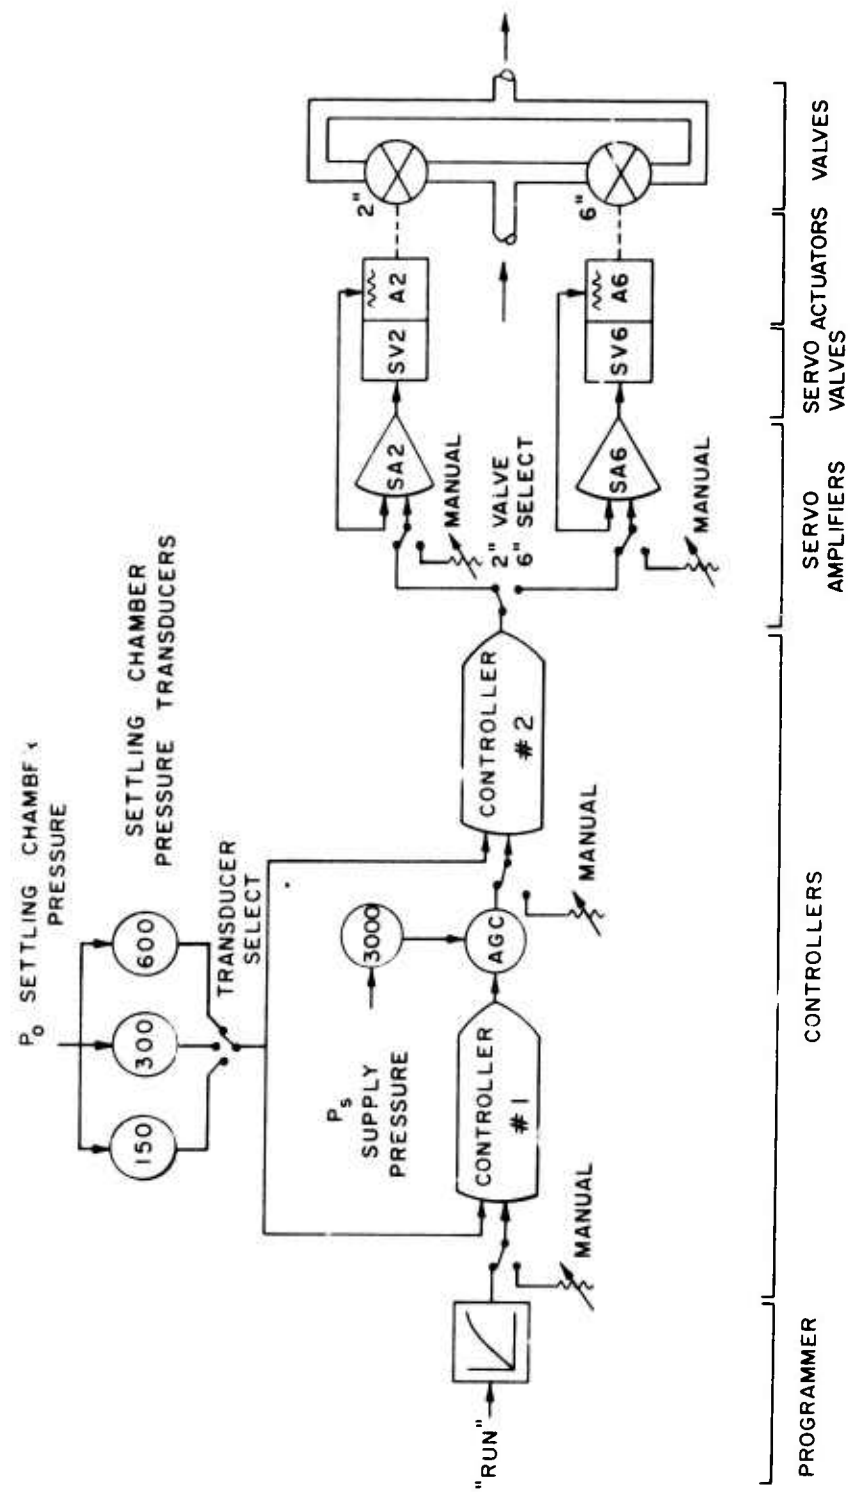 P₀ SETTLING CHAMBE
PRESSURE
SETTLING CHAMBER
PRESSURE TRANSDUCERS
150
300
600
TRANSDUCER
SELECT
Pₛ
SUPPLY
PRESSURE
3000
"RUN"
MANUAL
CONTROLLER
#1
AGC
MANUAL
CONTROLLER
#2
2" VALVE
6" SELECT
MANUAL
SA2
SV2
A2
2"
MANUAL
SA6
SV6
A6
6"
PROGRAMMER
CONTROLLERS
SERVO
AMPLIFIERS
SERVO
VALVES
ACTUATORS
VALVES